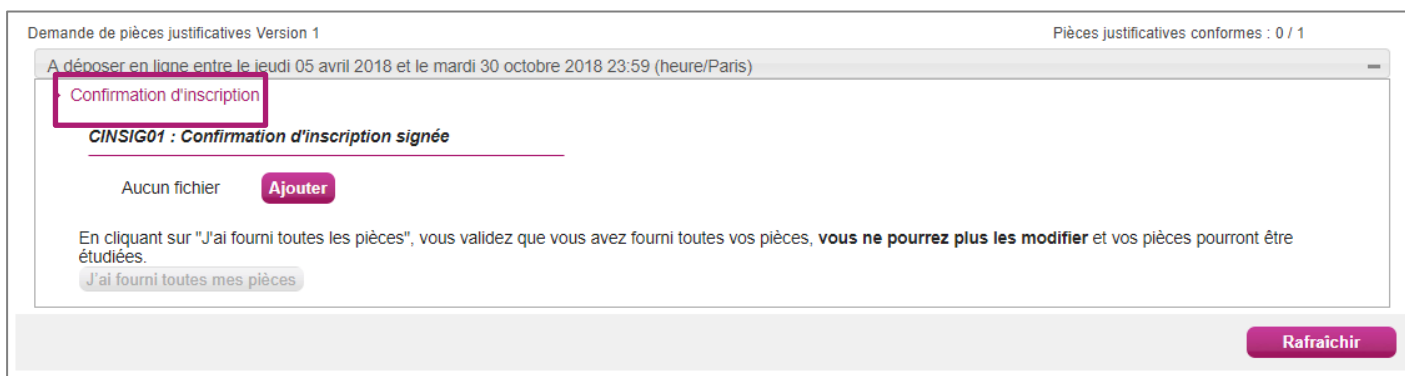 Demande de pièces justificatives Version 1
Pièces justificatives conformes : 0 / 1
A déposer en ligne entre le jeudi 05 avril 2018 et le mardi 30 octobre 2018 23:59 (heure/Paris)
Confirmation d'inscription
CINSIG01 : Confirmation d'inscription signée
Aucun fichier Ajouter
En cliquant sur "J'ai fourni toutes les pièces", vous validez que vous avez fourni toutes vos pièces, vous ne pourrez plus les modifier et vos pièces pourront être
étudiées.
J'ai fourni toutes mes pièces
Rafraîchir